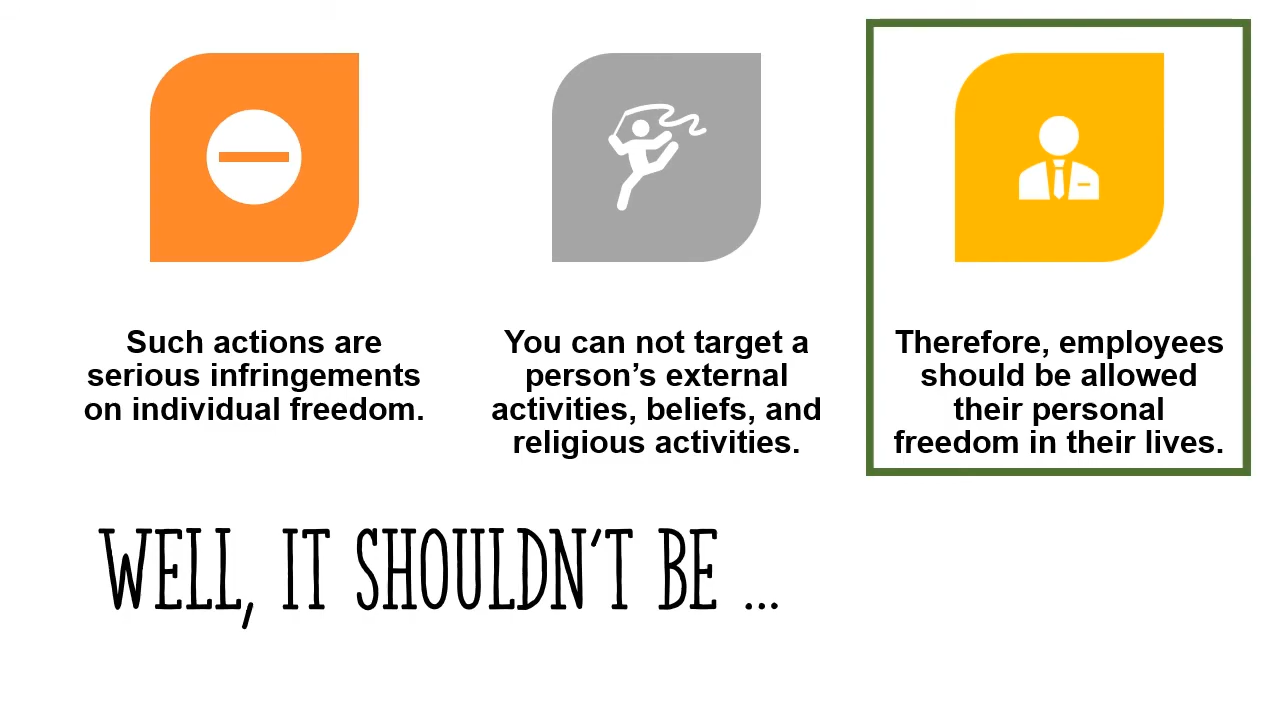 Such actions are
serious infringements
on individual freedom.
You can not target a
person’s external
activities, beliefs, and
religious activities.
Therefore, employees
should be allowed
their personal
freedom in their lives.
WELL, IT SHOULDN’T BE ...